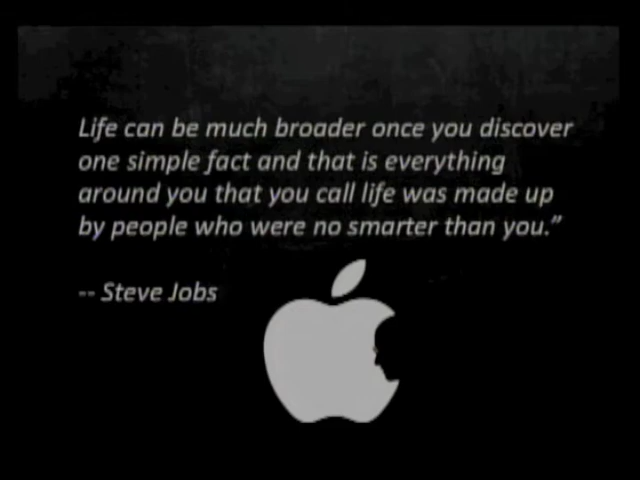 Life can be much broader once you discover
one simple fact and that is everything
around you that you call life was made up
by people who were no smarter than you.”
-- Steve Jobs